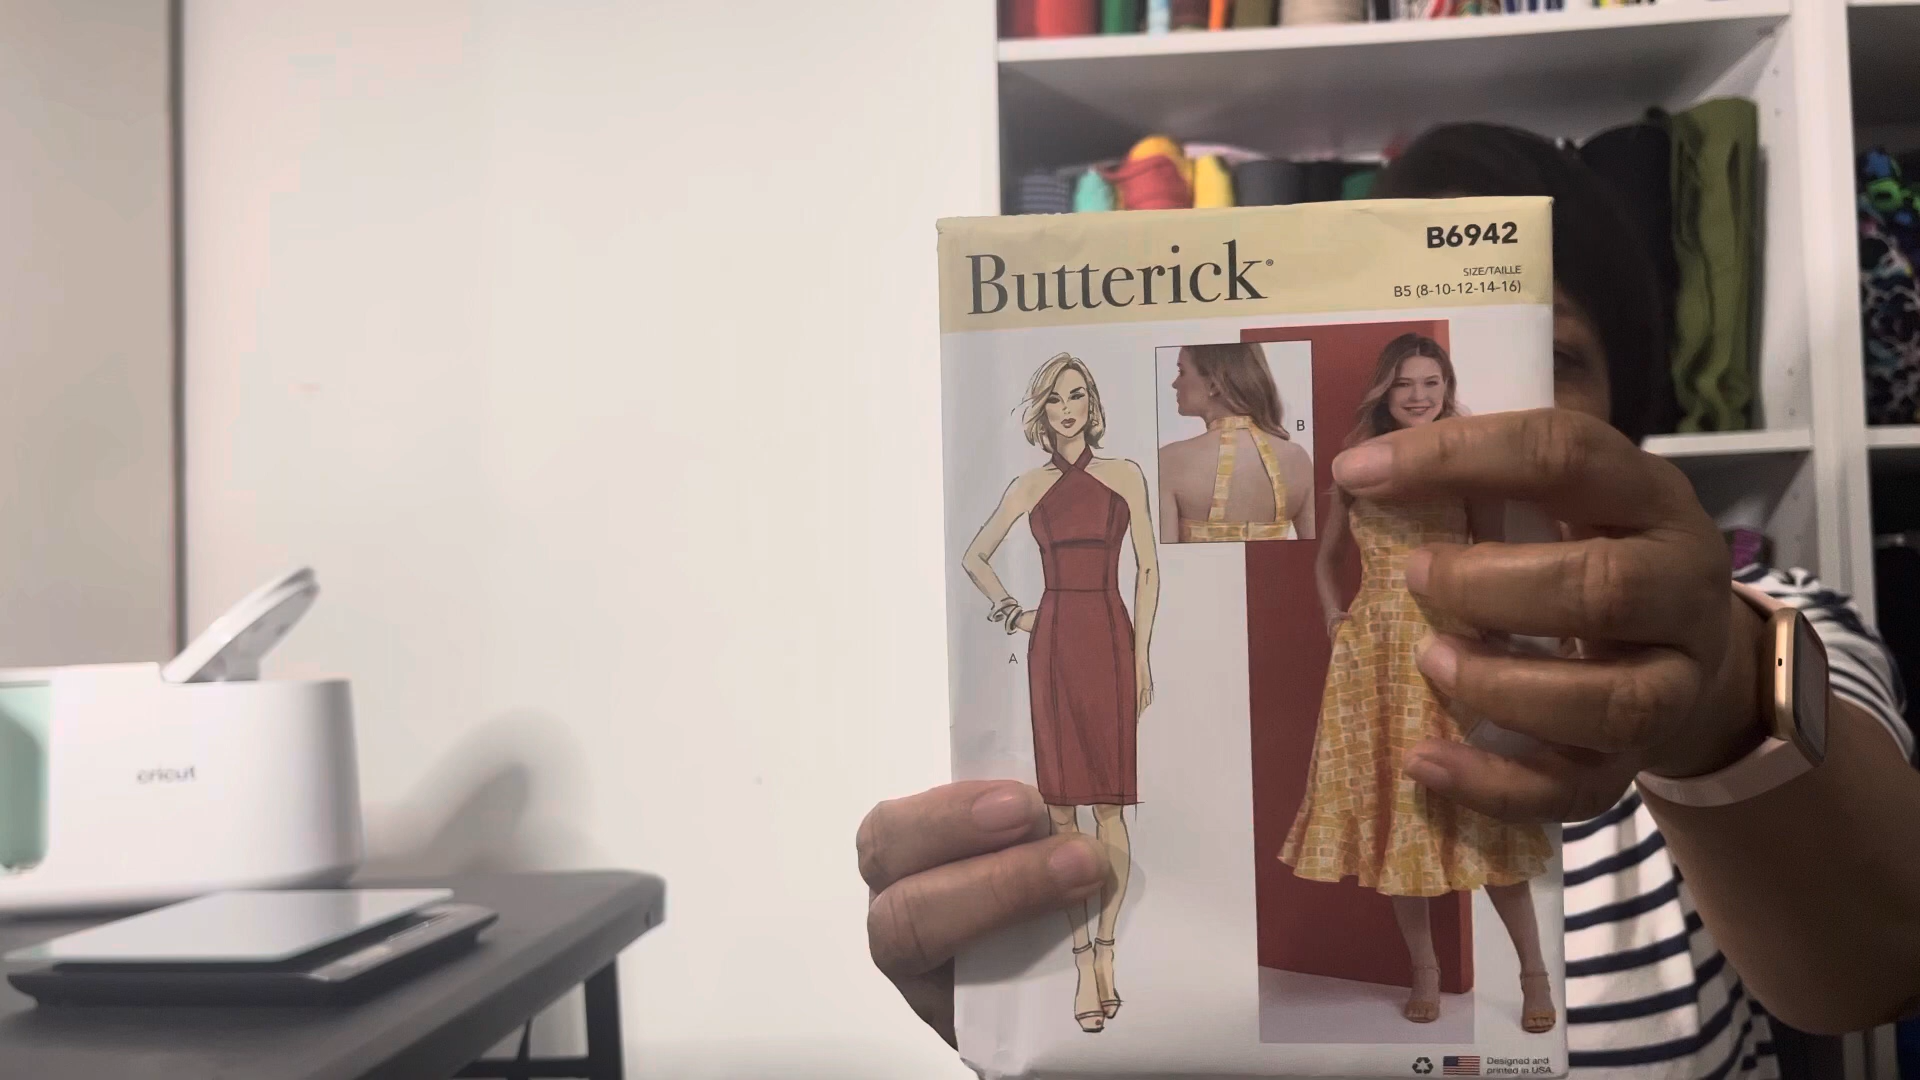 Butterick®
B6942
SIZE/TAILLE
B5 (8-10-12-14-16)
B
A
cricut
Designed and
printed in USA.